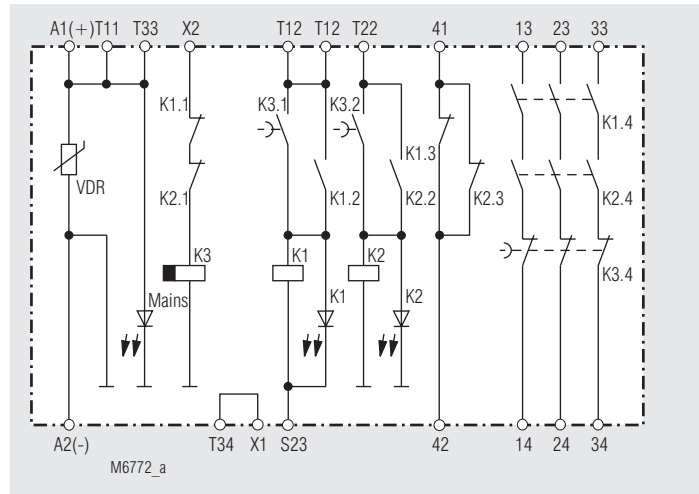 A1(+) T11 T33 X2 T12 T12 T22 41 13 23 33
K1.1 K3.1 K3.2
K1.4
K1.3
VDR K2.1 K1.2 K2.2 K2.3 K2.4
K3 K1 K2
K3.4
Mains K1 K2
A2(-) T34 X1 S23 42 14 24 34
M6772_a